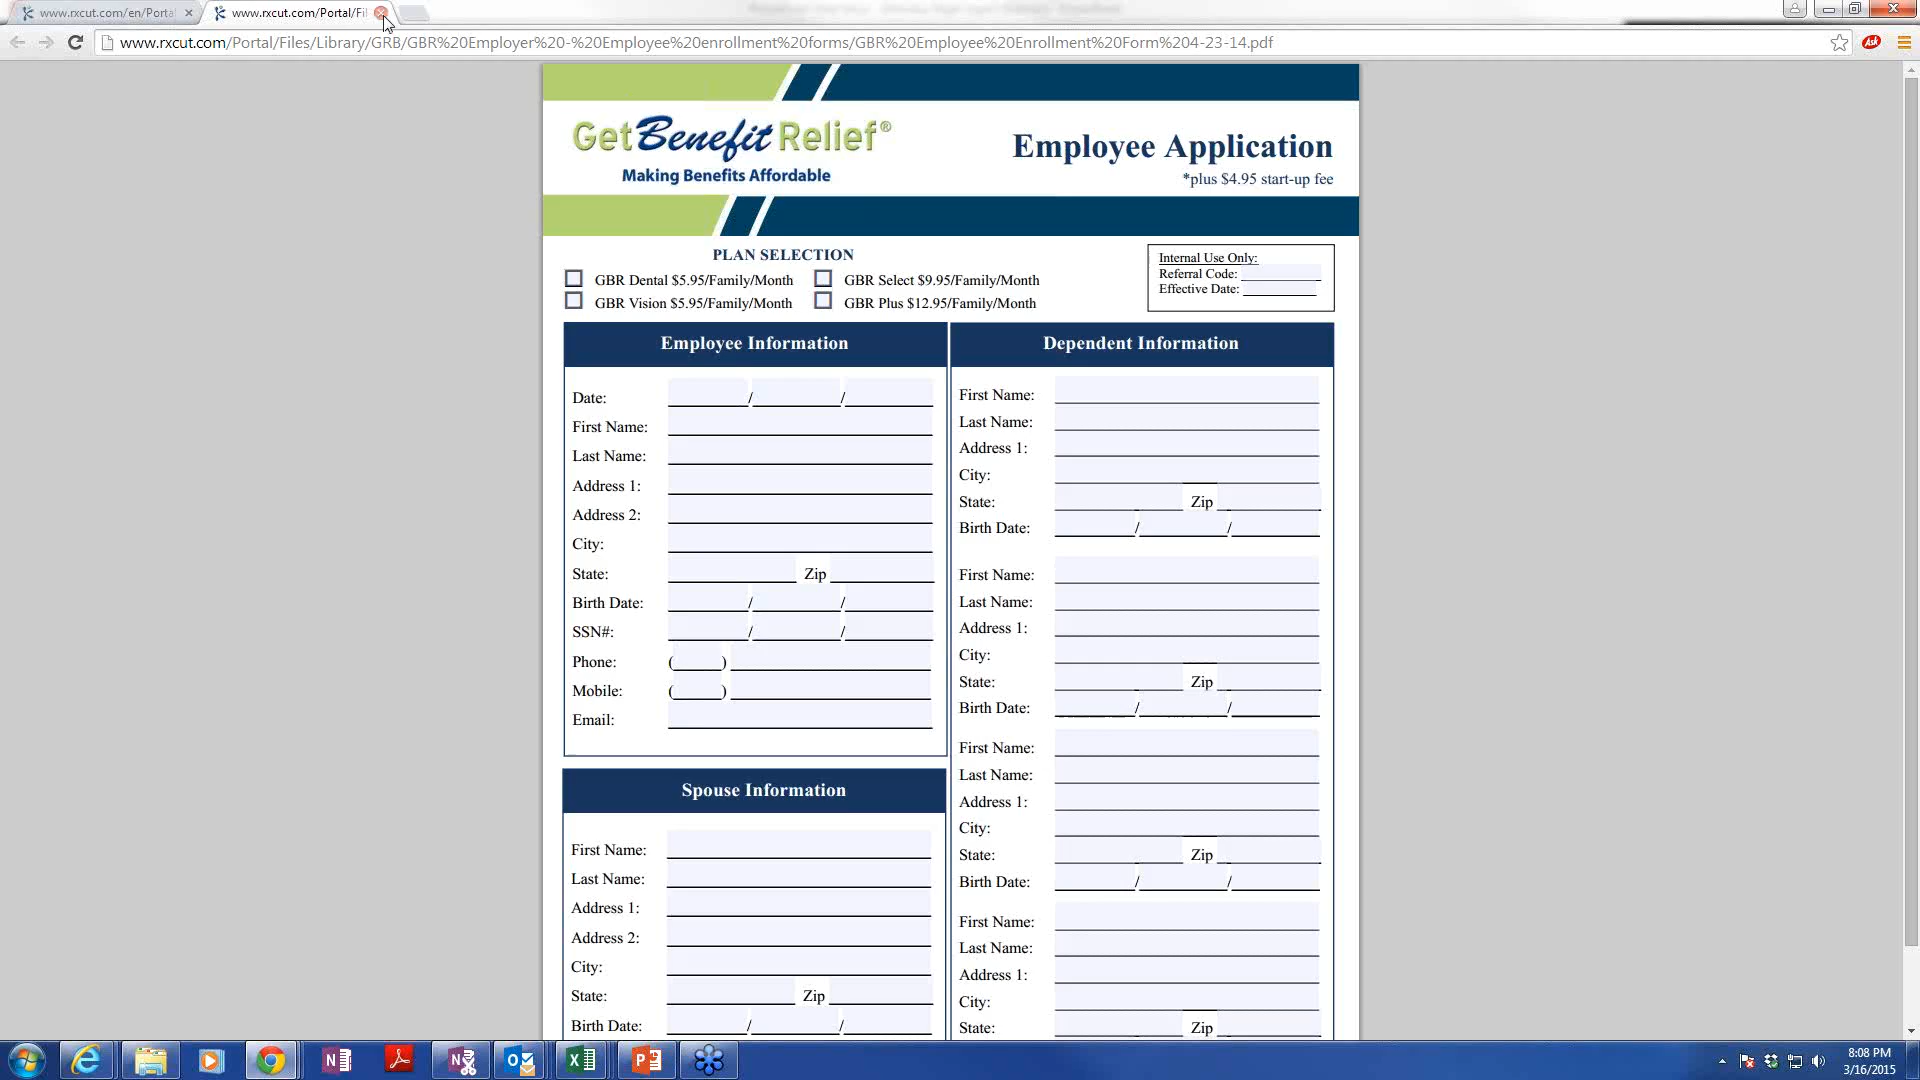 www.rxcut.com/en/Porta
www.rxcut.com/Portal/Fil
www.rxcut.com/Portal/Files/Library/GRB/GBR%20Employer%20-%20Employee%20enrollment%20forms/GBR%20Employee%20Enrollment%20Form%204-23-14.pdf
Ask
Get Benefit Relief®
Making Benefits Affordable
Employee Application
*plus $4.95 start-up fee
PLAN SELECTION
GBR Dental $5.95/Family/Month
GBR Select $9.95/Family/Month
GBR Vision $5.95/Family/Month
GBR Plus $12.95/Family/Month
Internal Use Only:
Referral Code:
Effective Date:
Employee Information
Date: / /
First Name:
Last Name:
Address 1:
Address 2:
City:
State: Zip
Birth Date: / /
SSN#: / /
Phone: ( )
Mobile: ( )
Email:
Spouse Information
First Name:
Last Name:
Address 1:
Address 2:
City:
State: Zip
Birth Date: / /
Dependent Information
First Name:
Last Name:
Address 1:
City:
State: Zip
Birth Date: / /
First Name:
Last Name:
Address 1:
City:
State: Zip
Birth Date: / /
First Name:
Last Name:
Address 1:
City:
State: Zip
Birth Date: / /
First Name:
Last Name:
Address 1:
City:
State: Zip
8:08 PM
3/16/2015